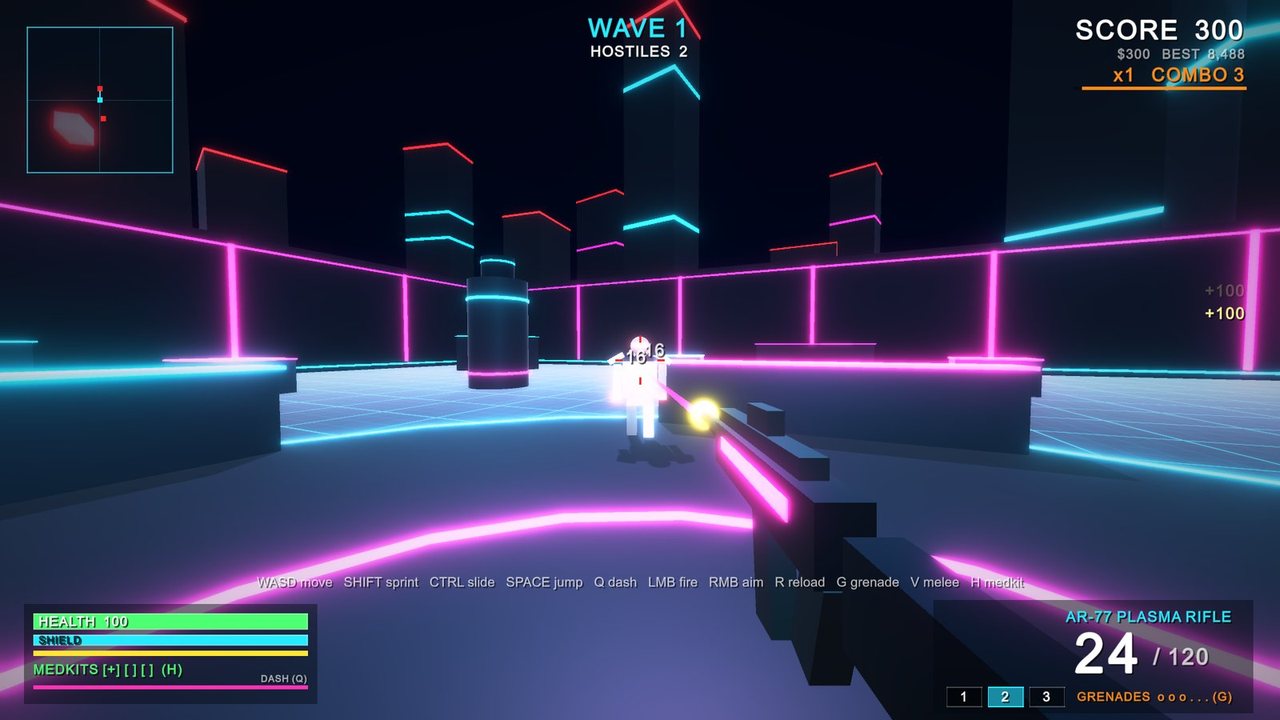 WAVE 1
HOSTILES 2
SCORE 300
$300 BEST 8,488
x1 COMBO 3
+100
+100
16 16
WASD move SHIFT sprint CTRL slide SPACE jump Q dash LMB fire RMB aim R reload G grenade V melee H medkit
HEALTH 100
SHIELD
MEDKITS [+] [ ] [ ] (H)
DASH (Q)
AR-77 PLASMA RIFLE
24 / 120
1 2 3
GRENADES o o o . . . (G)